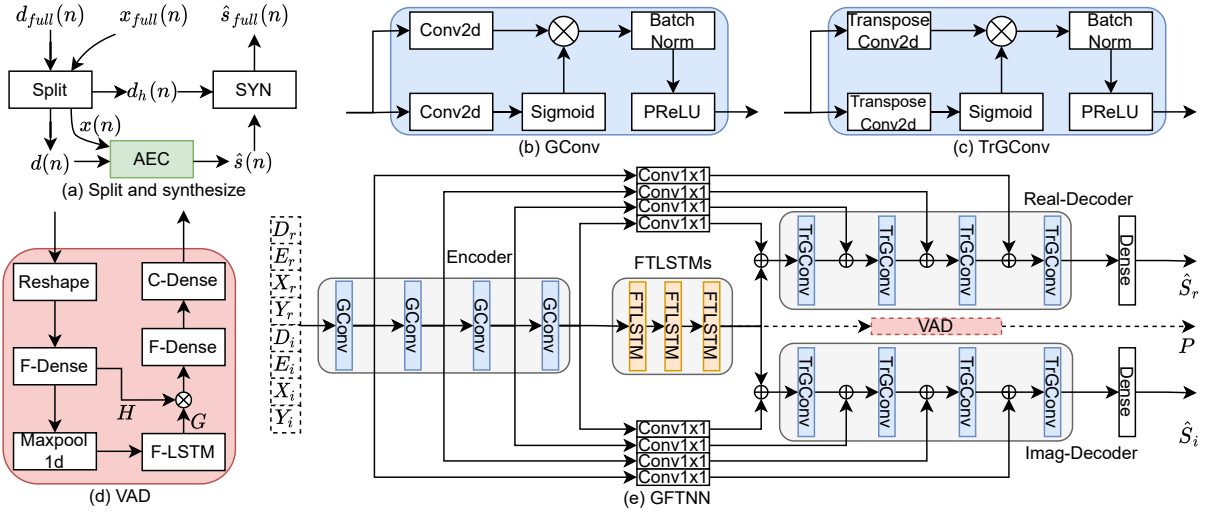 d_full(n)
x_full(n)
ŝ_full(n)
Split
d_h(n)
SYN
x(n)
d(n)
AEC
ŝ(n)
(a) Split and synthesize
Conv2d
Batch
Norm
Conv2d
Sigmoid
PReLU
(b) GConv
Transpose
Conv2d
Batch
Norm
Transpose
Conv2d
Sigmoid
PReLU
(c) TrGConv
Reshape
C-Dense
F-Dense
F-Dense
H
G
Maxpool
1d
F-LSTM
(d) VAD
D_r
E_r
X_r
Y_r
D_i
E_i
X_i
Y_i
Encoder
GConv
GConv
GConv
GConv
Conv1x1
Conv1x1
Conv1x1
Conv1x1
FTLSTMs
FTLSTM
FTLSTM
FTLSTM
Conv1x1
Conv1x1
Conv1x1
Conv1x1
Real-Decoder
TrGConv
TrGConv
TrGConv
TrGConv
Dense
Ŝ_r
VAD
P
TrGConv
TrGConv
TrGConv
TrGConv
Dense
Ŝ_i
Imag-Decoder
(e) GFTNN